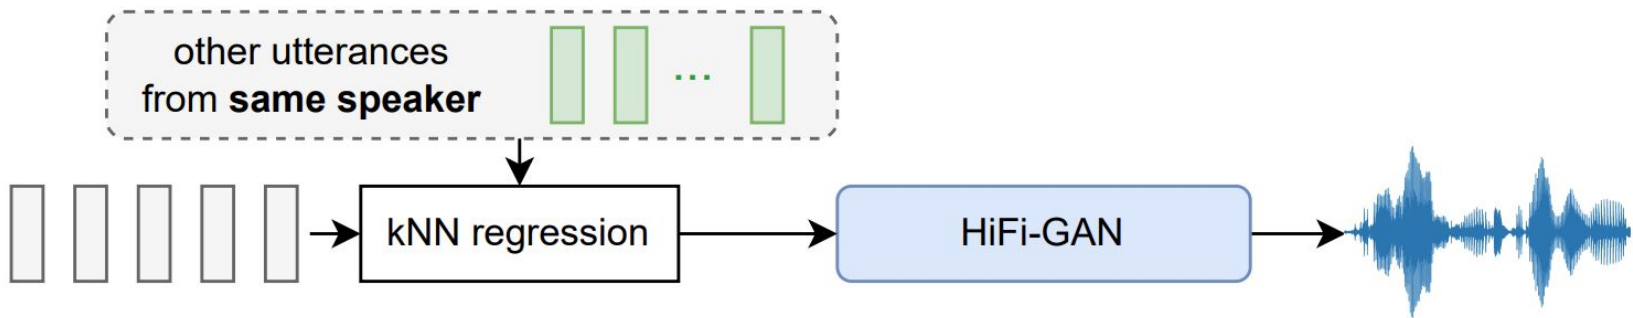 other utterances
from same speaker
...
kNN regression
HiFi-GAN